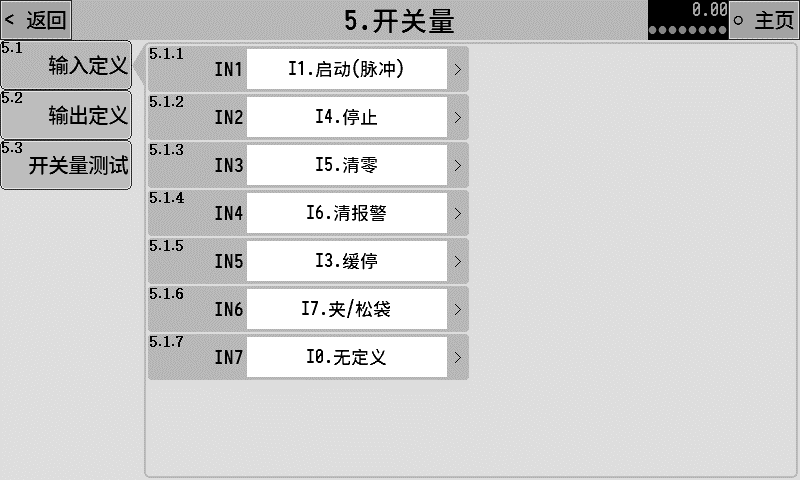 < 返回
5.开关量
0.00
主页
5.1
输入定义
5.2
输出定义
5.3
开关量测试
5.1.1
IN1
I1.启动(脉冲)
5.1.2
IN2
I4.停止
5.1.3
IN3
I5.清零
5.1.4
IN4
I6.清报警
5.1.5
IN5
I3.缓停
5.1.6
IN6
I7.夹/松袋
5.1.7
IN7
I0.无定义